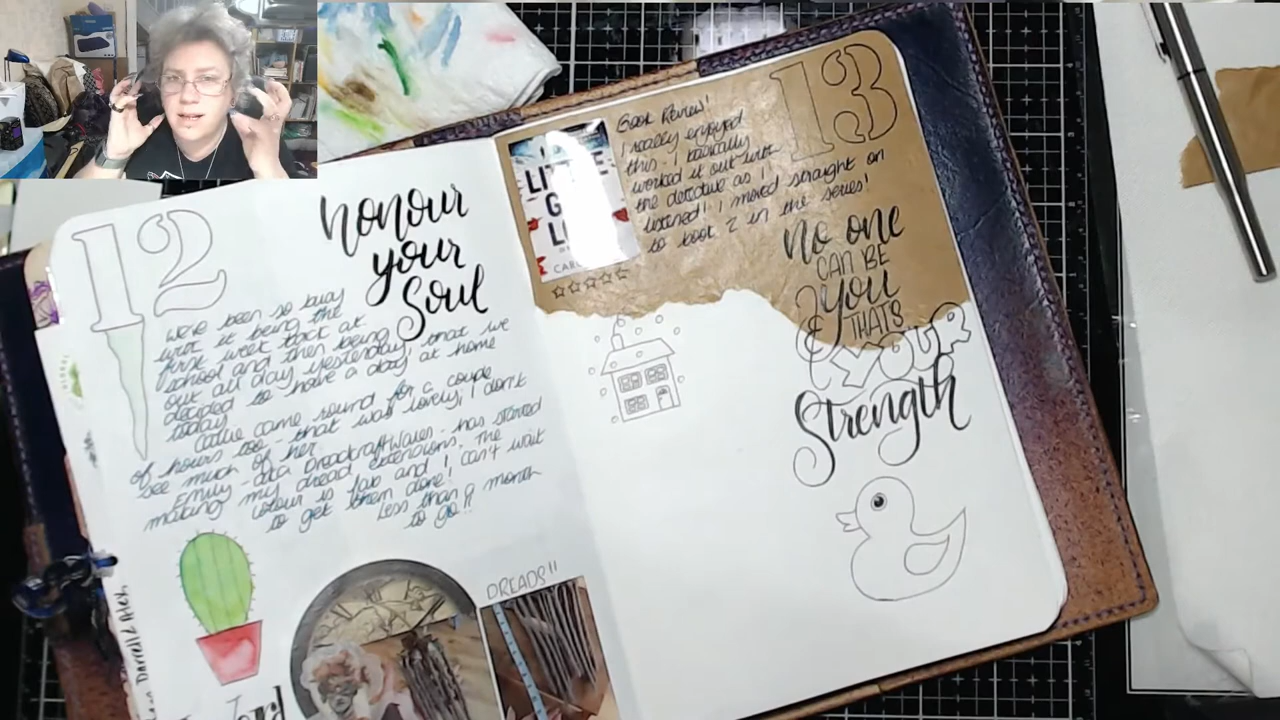 12
Honour
your
Soul
We've been so busy
with it being the
first week back at
school and then being
out all day yesterday, that we
decided to have a day at home
today.
Callie came round for a couple
of hours too - that was lovely, I don't
see much of her
Emily - aka Dreadcraftwares - has started
making my dread extensions. The
colour is fab and I can't wait
to get them done!
Less than a month
to go!!
DREADS!!
13
Book Review!
I really enjoyed
this - I basically
worked it out with
the detective as I
listened! I moved straight on
to book 2 in the series!
LITTLE
G
L
CAR
No one
CAN BE
You
THAT'S
YOUR
Strength